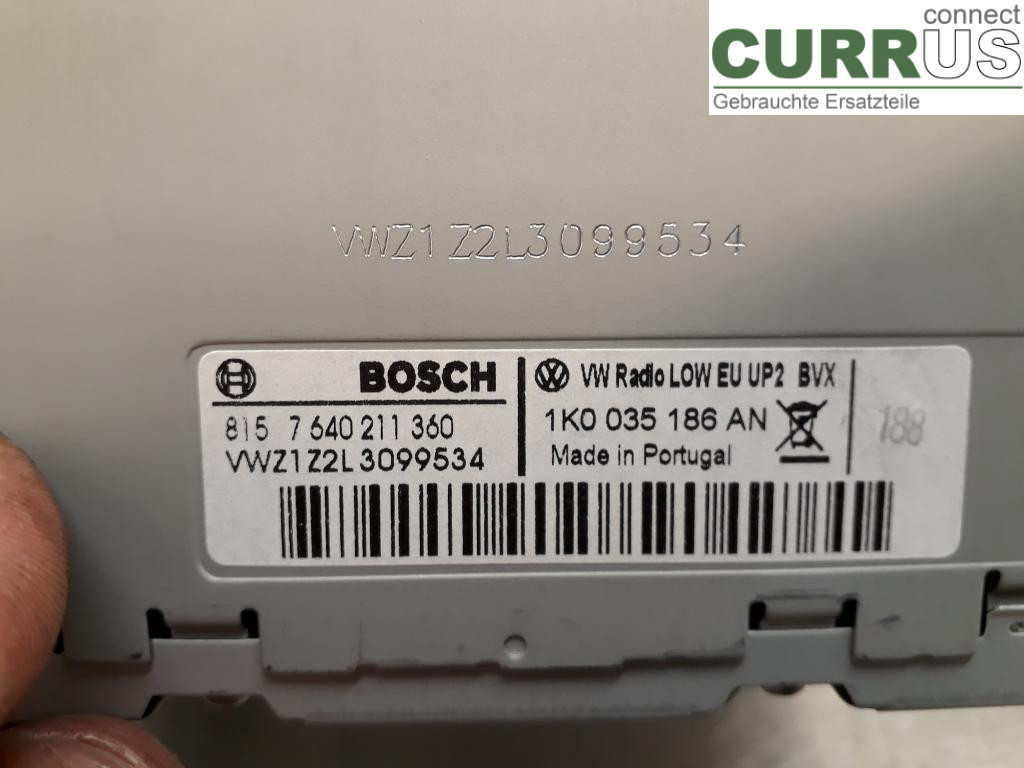 connect
CURRUS
Gebrauchte Ersatzteile
VWZ1Z2L3099534
BOSCH
815 7 640 211 360
VWZ1Z2L3099534
VW Radio LOW EU UP2 BVX
1K0 035 186 AN
Made in Portugal
188